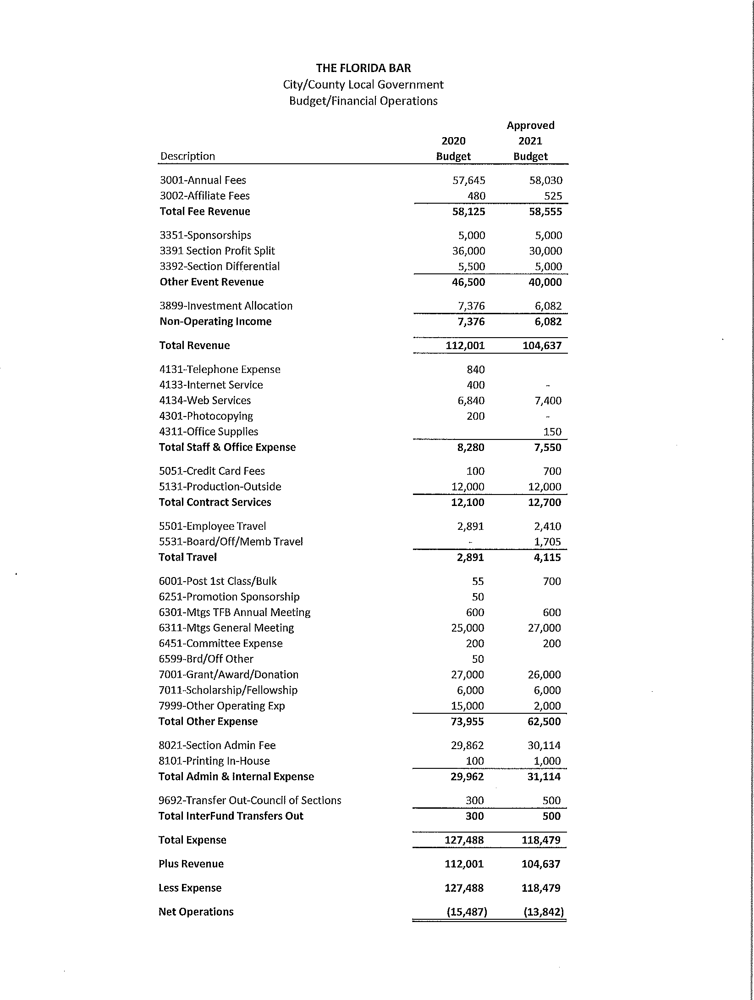 THE FLORIDA BAR
City/County Local Government
Budget/Financial Operations
Approved
2020 2021
Description Budget Budget
3001-Annual Fees 57,645 58,030
3002-Affiliate Fees 480 525
Total Fee Revenue 58,125 58,555
3351-Sponsorships 5,000 5,000
3391 Section Profit Split 36,000 30,000
3392-Section Differential 5,500 5,000
Other Event Revenue 46,500 40,000
3899-Investment Allocation 7,376 6,082
Non-Operating Income 7,376 6,082
Total Revenue 112,001 104,637
4131-Telephone Expense 840
4133-Internet Service 400 -
4134-Web Services 6,840 7,400
4301-Photocopying 200 -
4311-Office Supplies 150
Total Staff & Office Expense 8,280 7,550
5051-Credit Card Fees 100 700
5131-Production-Outside 12,000 12,000
Total Contract Services 12,100 12,700
5501-Employee Travel 2,891 2,410
5531-Board/Off/Memb Travel - 1,705
Total Travel 2,891 4,115
6001-Post 1st Class/Bulk 55 700
6251-Promotion Sponsorship 50
6301-Mtgs TFB Annual Meeting 600 600
6311-Mtgs General Meeting 25,000 27,000
6451-Committee Expense 200 200
6599-Brd/Off Other 50
7001-Grant/Award/Donation 27,000 26,000
7011-Scholarship/Fellowship 6,000 6,000
7999-Other Operating Exp 15,000 2,000
Total Other Expense 73,955 62,500
8021-Section Admin Fee 29,862 30,114
8101-Printing In-House 100 1,000
Total Admin & Internal Expense 29,962 31,114
9692-Transfer Out-Council of Sections 300 500
Total InterFund Transfers Out 300 500
Total Expense 127,488 118,479
Plus Revenue 112,001 104,637
Less Expense 127,488 118,479
Net Operations (15,487) (13,842)